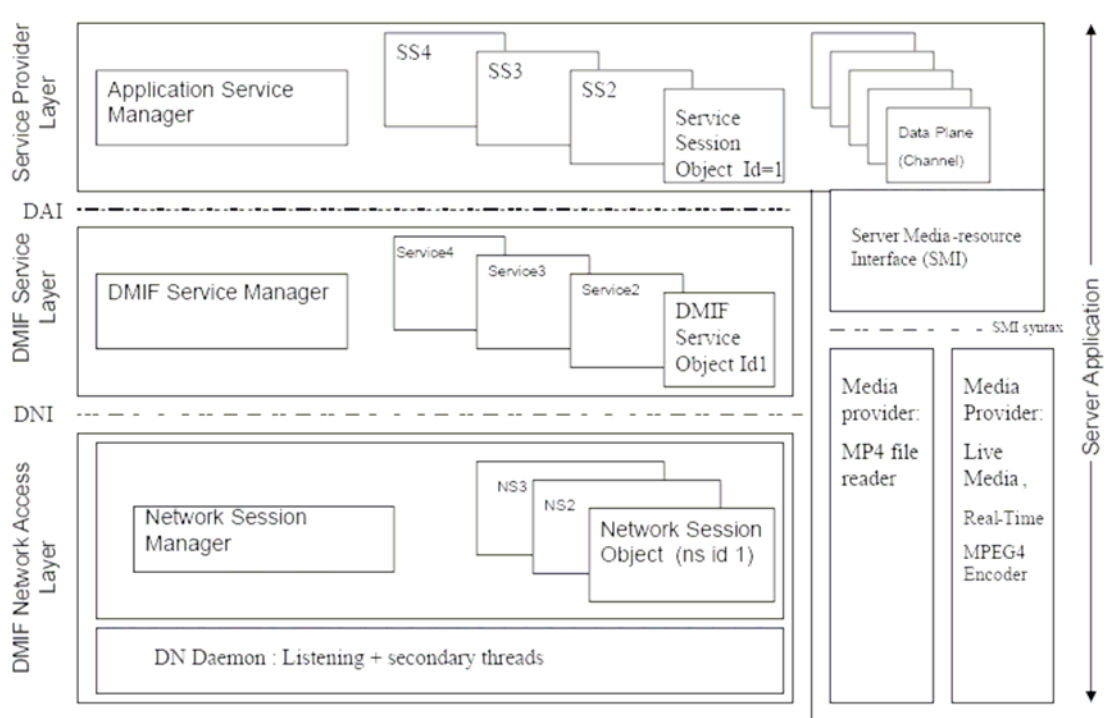 Service Provider
Layer
Application Service
Manager
SS4
SS3
SS2
Service
Session
Object Id=1
Data Plane
(Channel)
DAI
Server Media-resource
Interface (SMI)
DMIF Service
Layer
DMIF Service Manager
Service4
Service3
Service2
DMIF
Service
Object Id1
SMI syntax
DNI
Media
provider:
MP4 file
reader
Media
Provider:
Live
Media ,
Real-Time
MPEG4
Encoder
Server Application
DMIF Network Access
Layer
Network Session
Manager
NS3
NS2
Network Session
Object (ns id 1)
DN Daemon : Listening + secondary threads